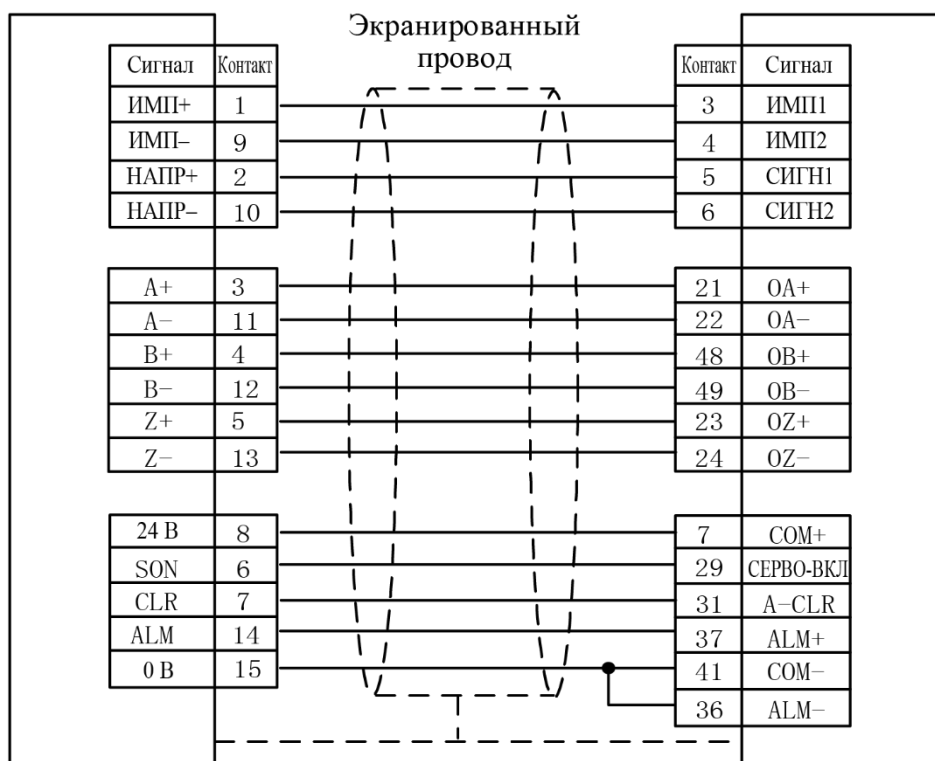 Экранированный
провод
Сигнал Контакт Контакт Сигнал
ИМП+ 1 3 ИМП1
ИМП– 9 4 ИМП2
НАПР+ 2 5 СИГН1
НАПР– 10 6 СИГН2
A+ 3 21 OA+
A− 11 22 OA−
B+ 4 48 OB+
B− 12 49 OB−
Z+ 5 23 OZ+
Z− 13 24 OZ−
24 В 8 7 COM+
SON 6 29 СЕРВО-ВКЛ
CLR 7 31 A−CLR
ALM 14 37 ALM+
0 В 15 41 COM−
36 ALM−